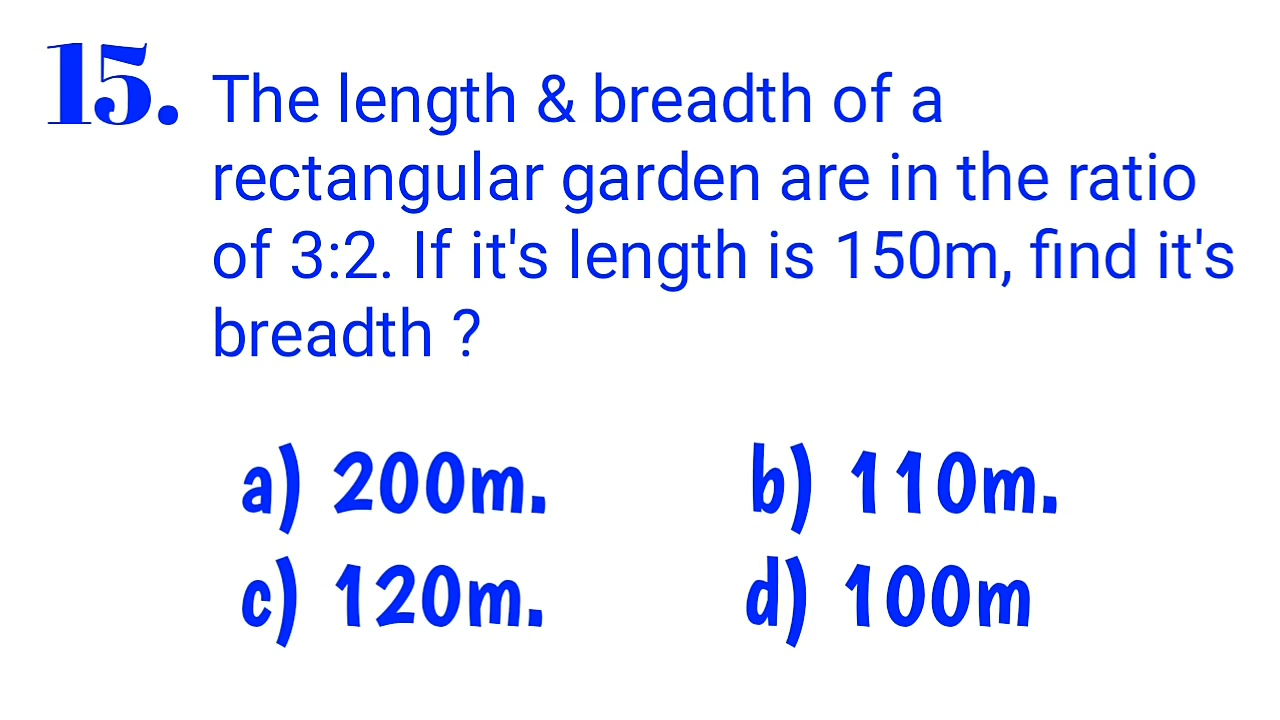 15. The length & breadth of a
rectangular garden are in the ratio
of 3:2. If it's length is 150m, find it's
breadth ?
a) 200m. b) 110m.
c) 120m. d) 100m